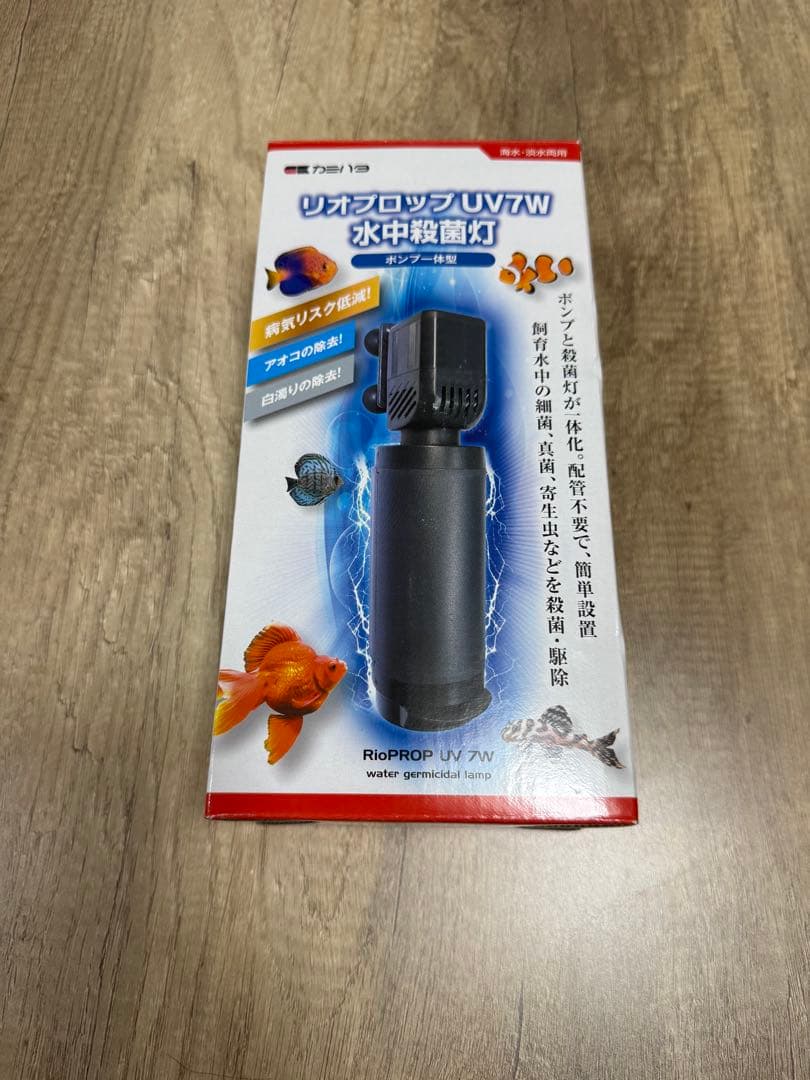 海水・淡水両用
カミハタ
リオプロップUV7W
水中殺菌灯
ポンプ一体型
病気リスク低減!
アオコの除去!
白濁りの除去!
ポンプと殺菌灯が一体化。配管不要で、簡単設置
飼育水中の細菌、真菌、寄生虫などを殺菌・駆除
RioPROP UV 7W
water germicidal lamp